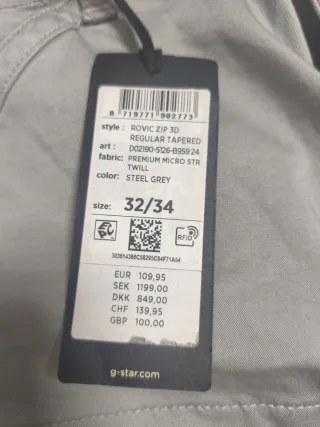 8 719771 902773
style : ROVIC ZIP 3D
REGULAR TAPERED
art : D02190-5126-B959 24
fabric: PREMIUM MICRO STR
TWILL
color: STEEL GREY
size: 32/34
RFID
EUR 109,95
SEK 1199,00
DKK 849,00
CHF 139,95
GBP 100,00
g-star.com